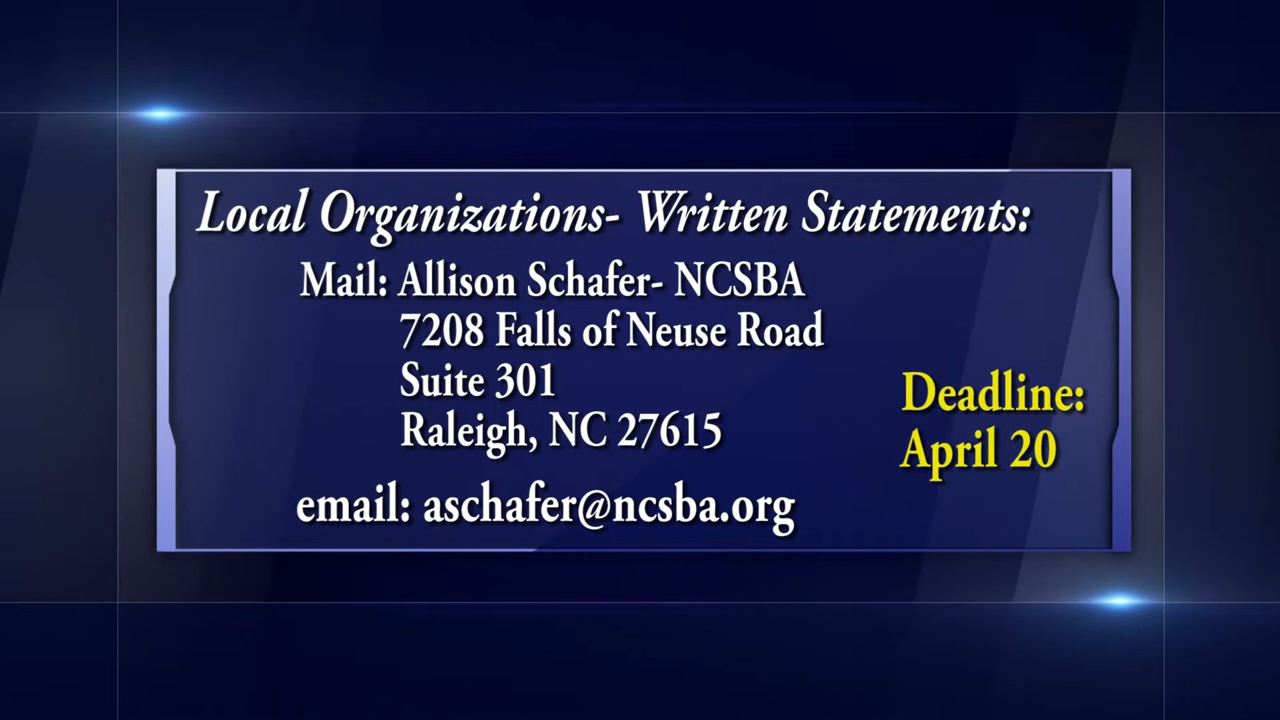 Local Organizations- Written Statements:
Mail: Allison Schafer- NCSBA
7208 Falls of Neuse Road
Suite 301
Raleigh, NC 27615
email: aschafer@ncsba.org
Deadline:
April 20